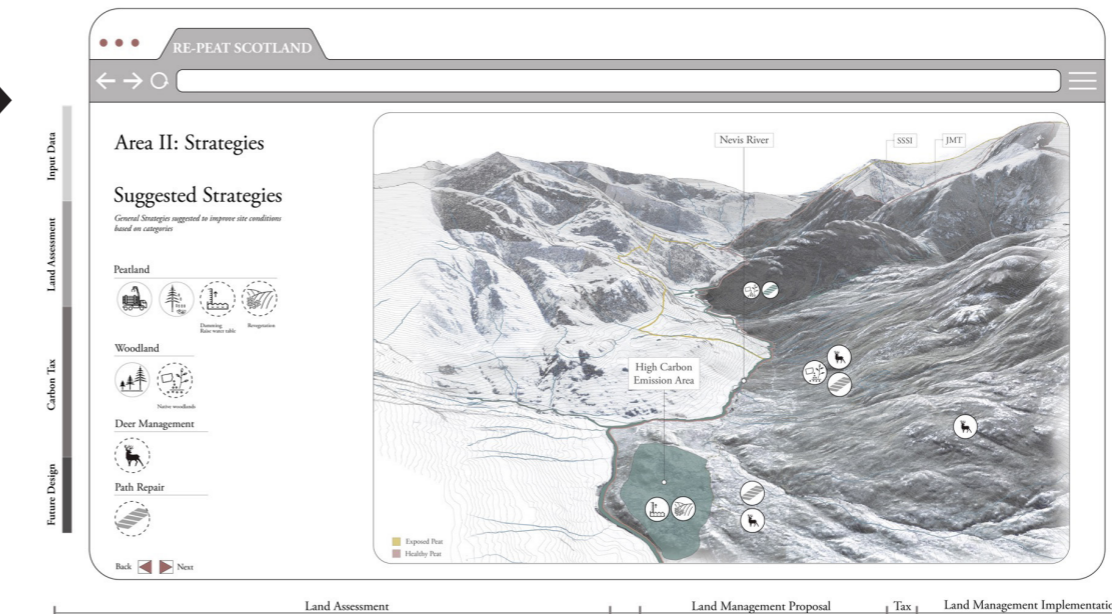 RE-PEAT SCOTLAND
Input Data
Land Assessment
Carbon Tax
Future Design
Area II: Strategies
Suggested Strategies
General Strategies suggested to improve site conditions
based on categories
Peatland
Damming
Raise water table
Revegetation
Woodland
Native woodlands
Deer Management
Path Repair
Back
Next
Nevis River
SSSI
JMT
High Carbon
Emission Area
Exposed Peat
Healthy Peat
Land Assessment
Land Management Proposal
Tax
Land Management Implementatio